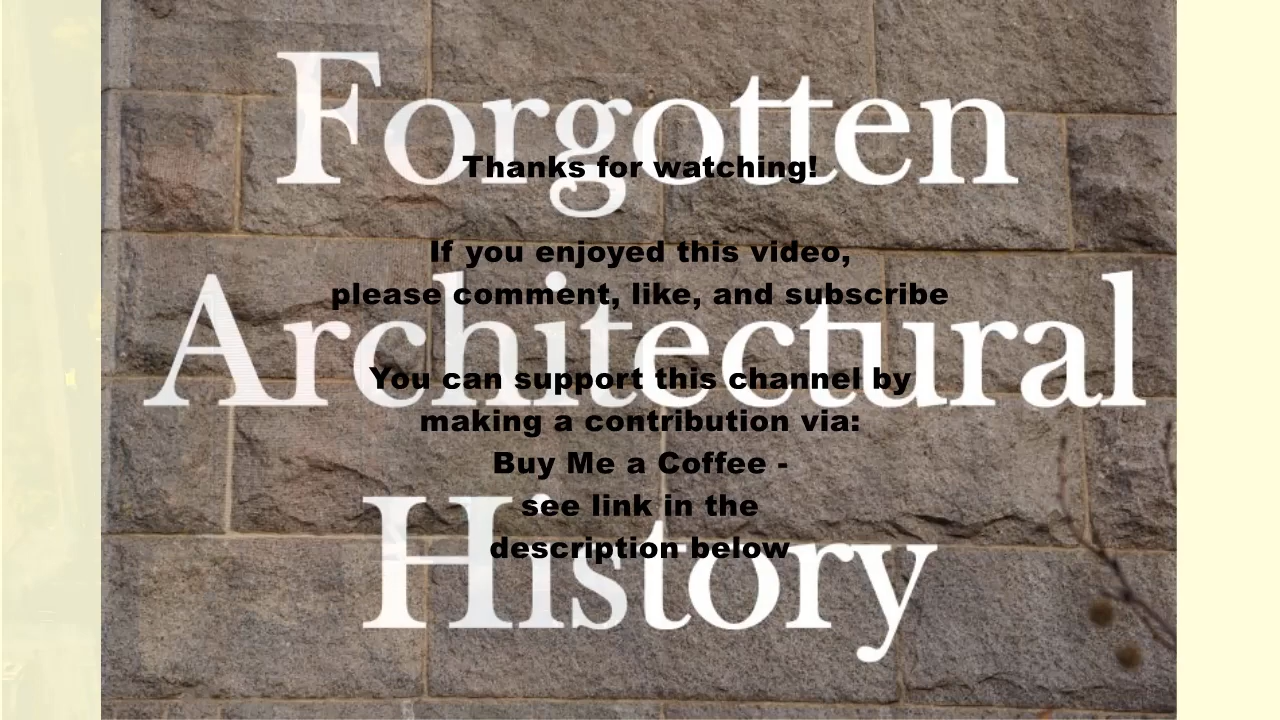 Forgotten
Thanks for watching!
If you enjoyed this video,
please comment, like, and subscribe
Architectural
You can support this channel by
making a contribution via:
Buy Me a Coffee -
see link in the
description below
History